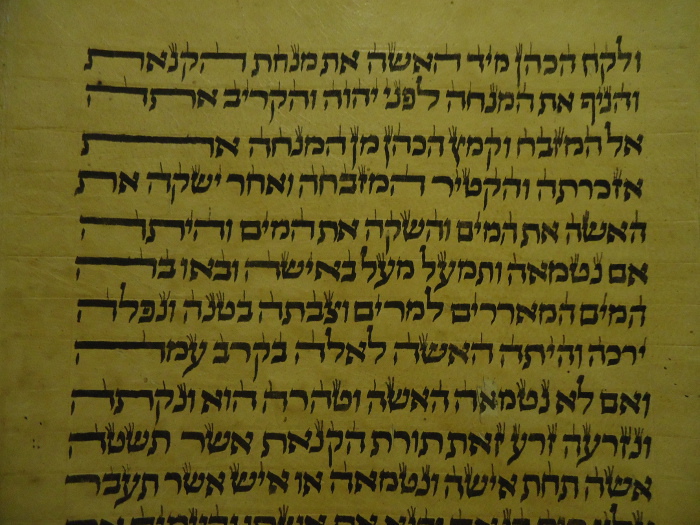 ולקח הכהן מיד האשה את מנחת הקנאת
והניף את המנחה לפני יהוה והקריב אתה
אל המזבח וקמץ הכהן מן המנחה את
אזכרתה והקטיר המזבחה ואחר ישקה את
האשה את המים והשקה את המים והיתה
אם נטמאה ותמעל מעל באישה ובאו בה
המים המאררים למרים וצבתה בטנה ונפלה
ירכה והיתה האשה לאלה בקרב עמה
ואם לא נטמאה האשה וטהרה הוא ונקתה
ונזרעה זרע זאת תורת הקנאת אשר תשטה
אשה תחת אישה ונטמאה או איש אשר תעבר